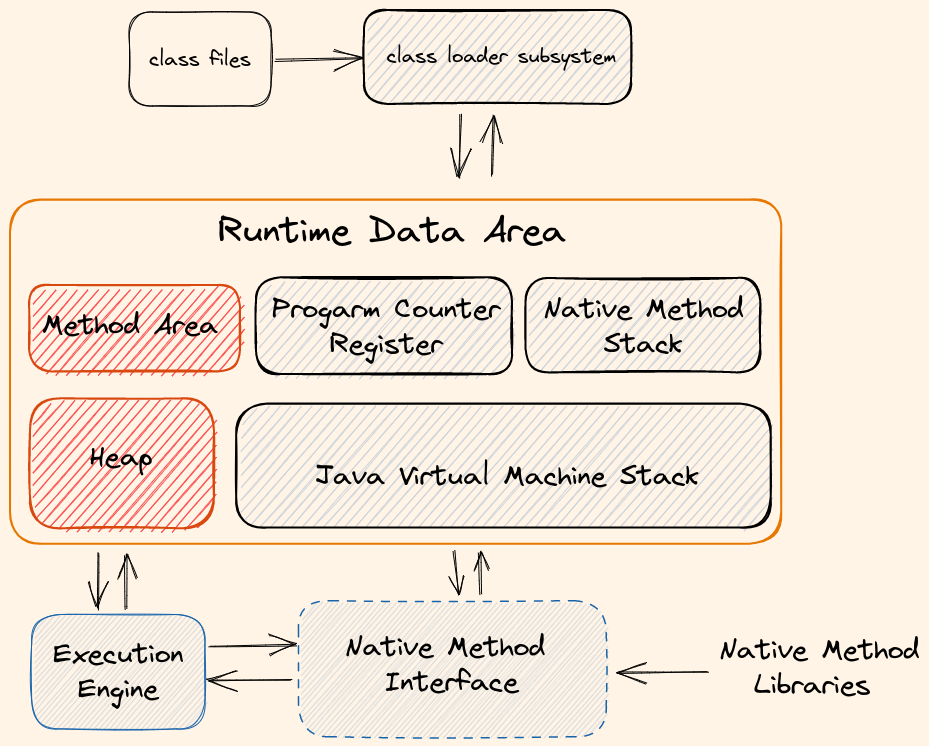 class files
class loader subsystem
Runtime Data Area
Method Area
Progarm Counter
Register
Native Method
Stack
Heap
Java Virtual Machine Stack
Execution
Engine
Native Method
Interface
Native Method
Libraries